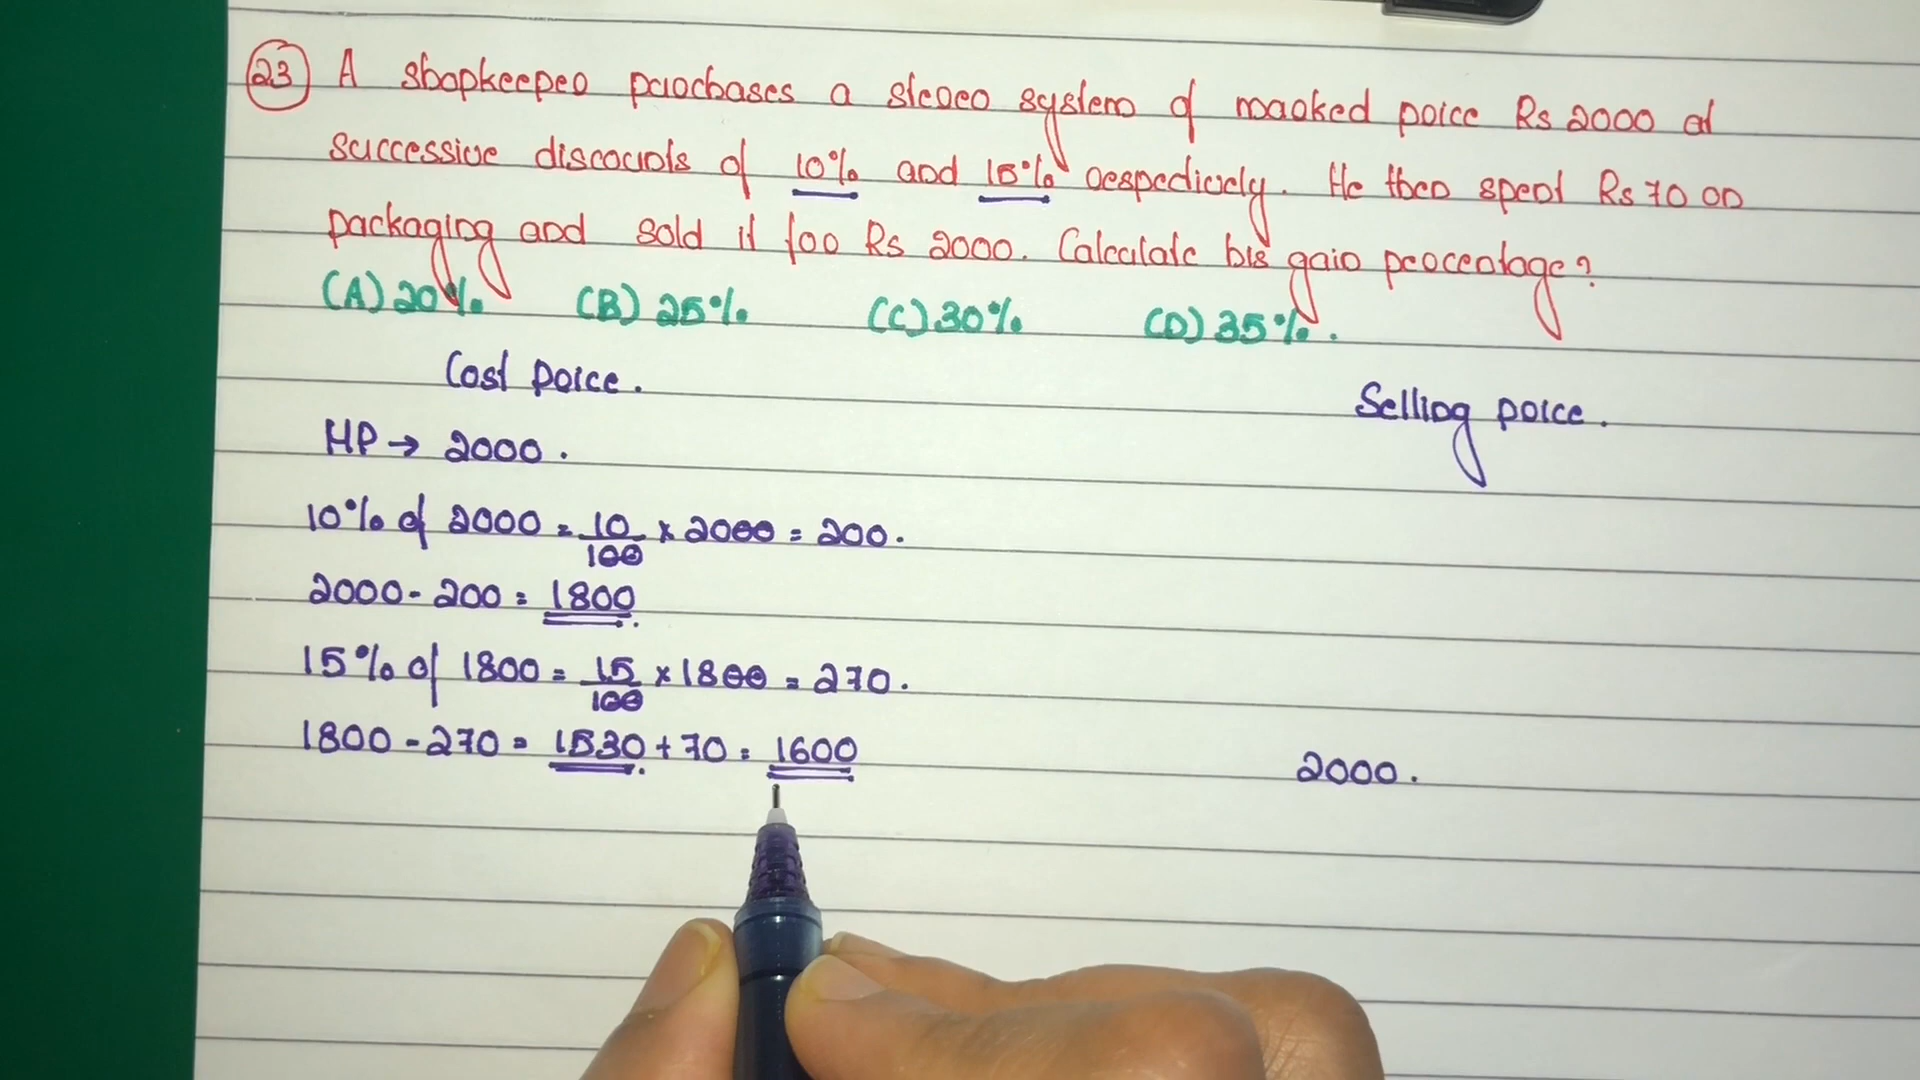 23 A shopkeeper purchases a stereo system of marked price Rs 2000 at
successive discounts of 10% and 15% respectively. He then spent Rs 70 on
packaging and sold it for Rs 2000. Calculate his gain percentage?
(A) 20% (B) 25% (C) 30% (D) 35%.
Cost price. Selling price.
MP → 2000.
10% of 2000 = 10/100 × 2000 = 200.
2000 - 200 = 1800.
15% of 1800 = 15/100 × 1800 = 270.
1800 - 270 = 1530 + 70 = 1600 2000.